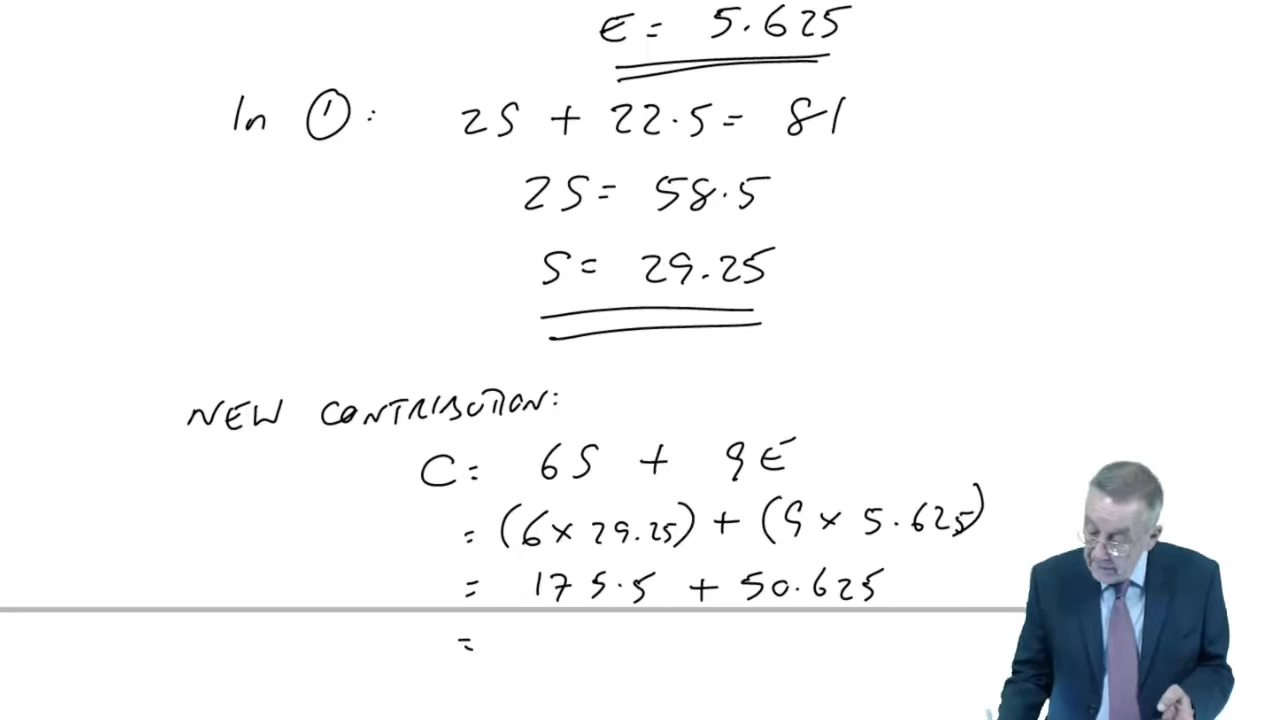 E = 5.625
In ①: 2S + 22.5 = 81
2S = 58.5
S = 29.25
NEW CONTRIBUTION:
C = 6S + 9E
= (6 × 29.25) + (9 × 5.625)
= 175.5 + 50.625
=